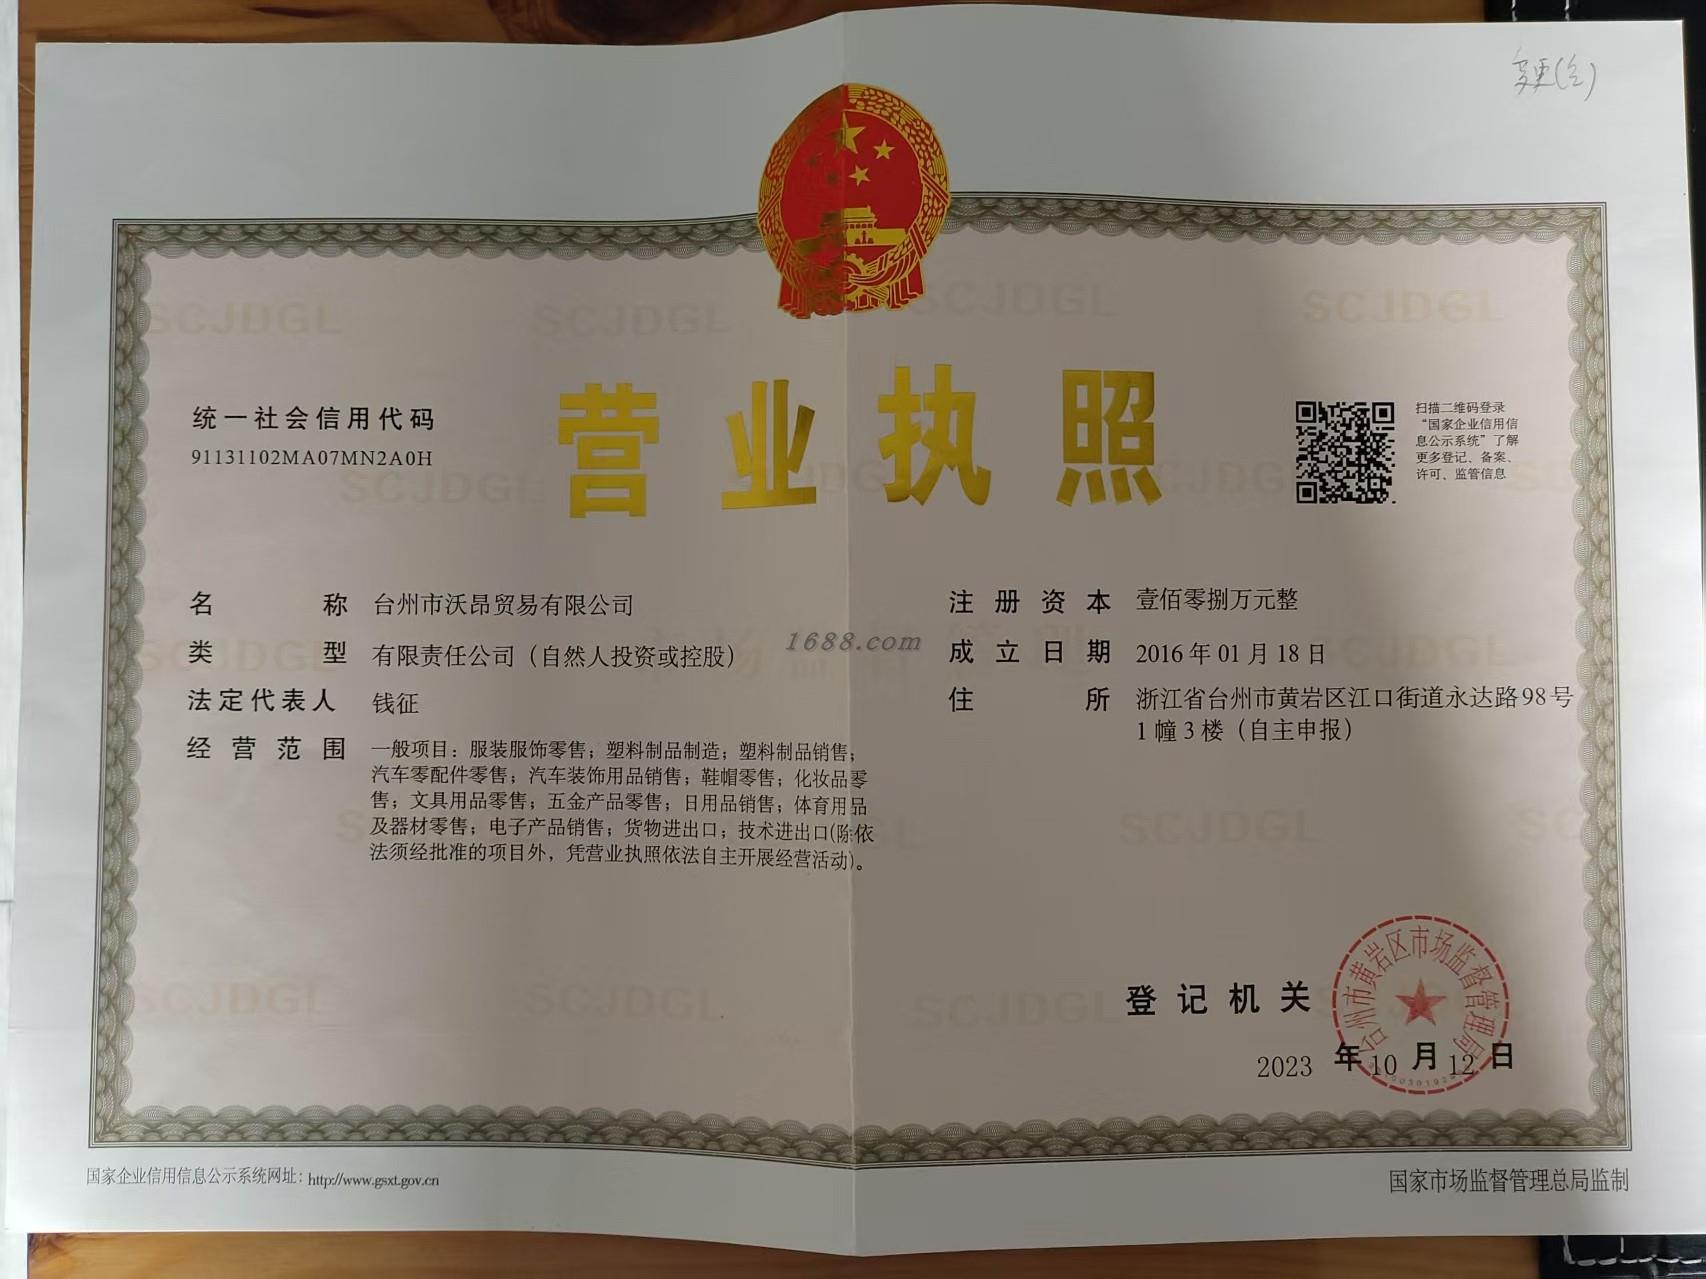 变更(公)
营业执照
统一社会信用代码
91131102MA07MN2A0H
扫描二维码登录
“国家企业信用信
息公示系统”了解
更多登记、备案、
许可、监管信息
名称 台州市沃昂贸易有限公司
类型 有限责任公司（自然人投资或控股）
法定代表人 钱征
经营范围 一般项目：服装服饰零售；塑料制品制造；塑料制品销售；
汽车零配件零售；汽车装饰用品销售；鞋帽零售；化妆品零
售；文具用品零售；五金产品零售；日用品销售；体育用品
及器材零售；电子产品销售；货物进出口；技术进出口(除依
法须经批准的项目外，凭营业执照依法自主开展经营活动)。
1688.com
注册资本 壹佰零捌万元整
成立日期 2016年01月18日
住所 浙江省台州市黄岩区江口街道永达路98号
1幢3楼（自主申报）
登记机关
台州市黄岩区市场监督管理局
2023年10月12日
国家企业信用信息公示系统网址：http://www.gsxt.gov.cn
国家市场监督管理总局监制
SCJDGL